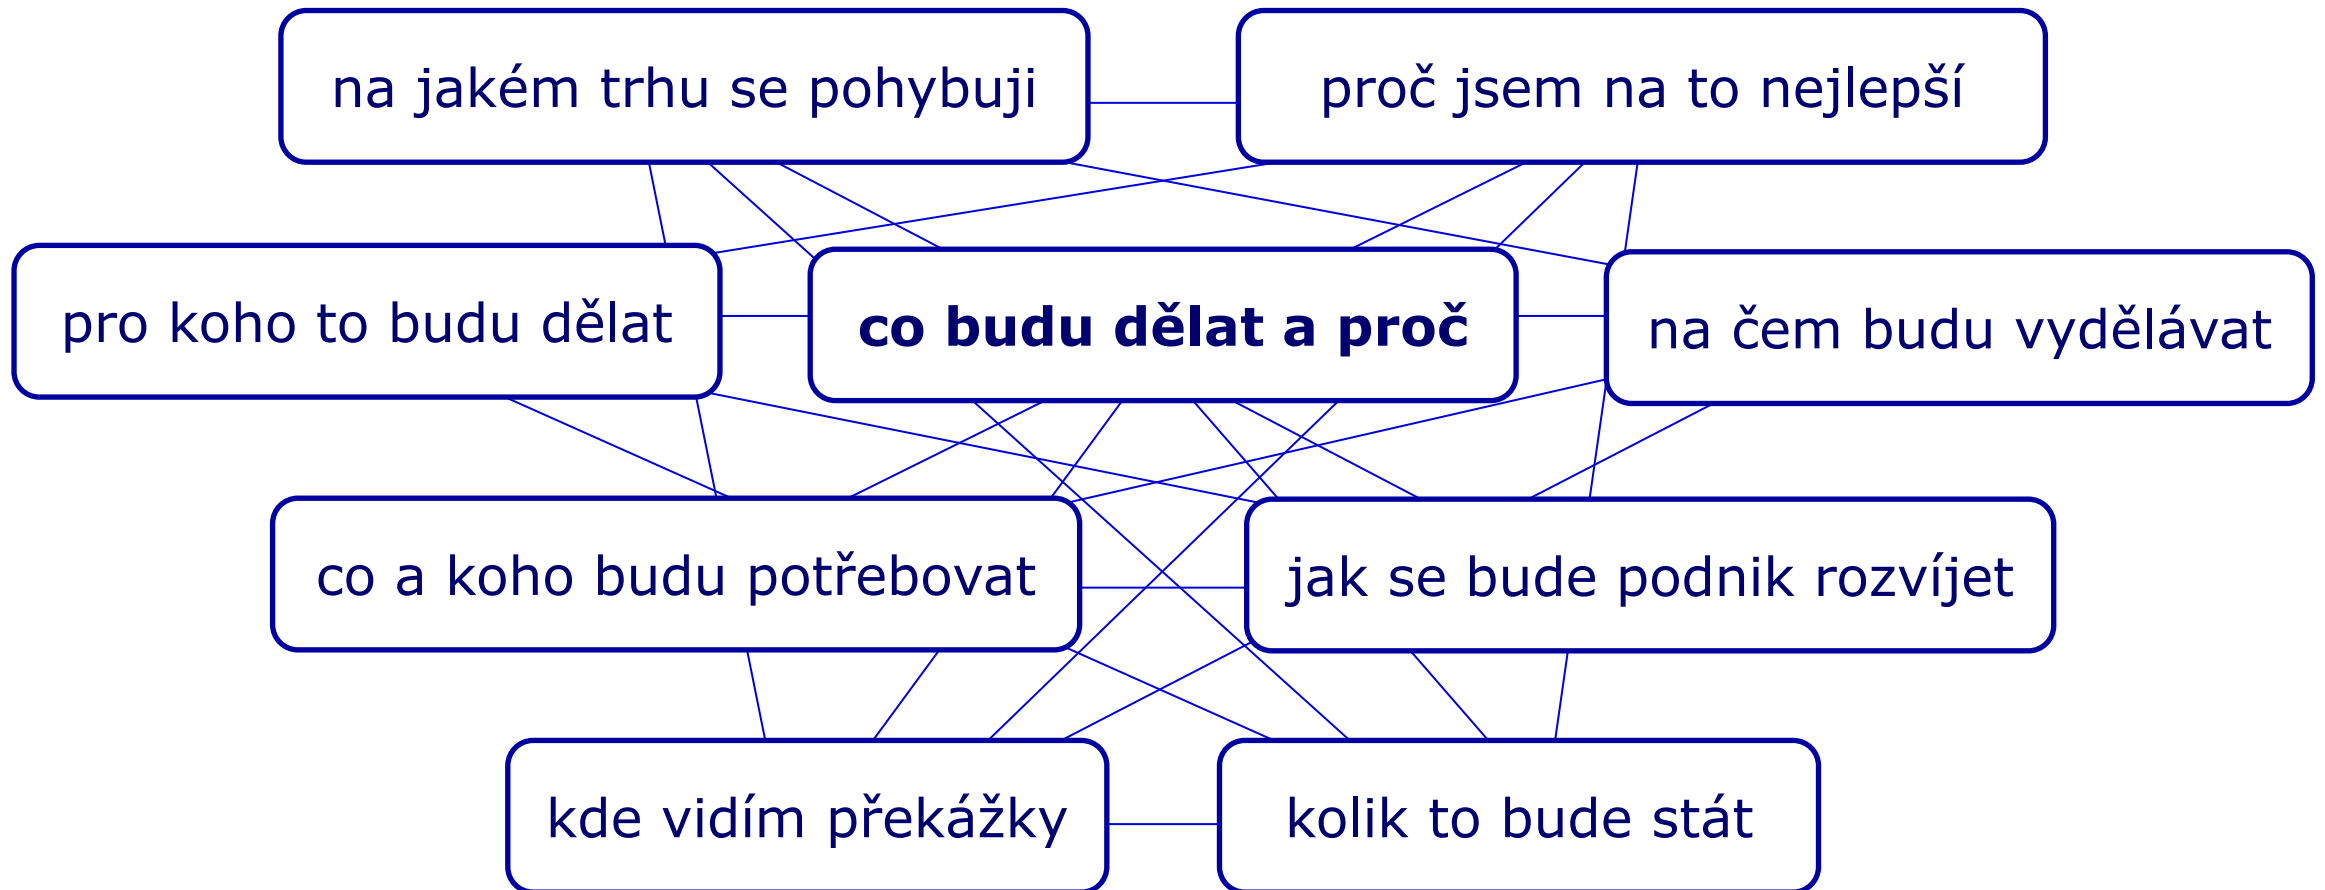 na jakém trhu se pohybuji
proč jsem na to nejlepší
pro koho to budu dělat
co budu dělat a proč
na čem budu vydělávat
co a koho budu potřebovat
jak se bude podnik rozvíjet
kde vidím překážky
kolik to bude stát